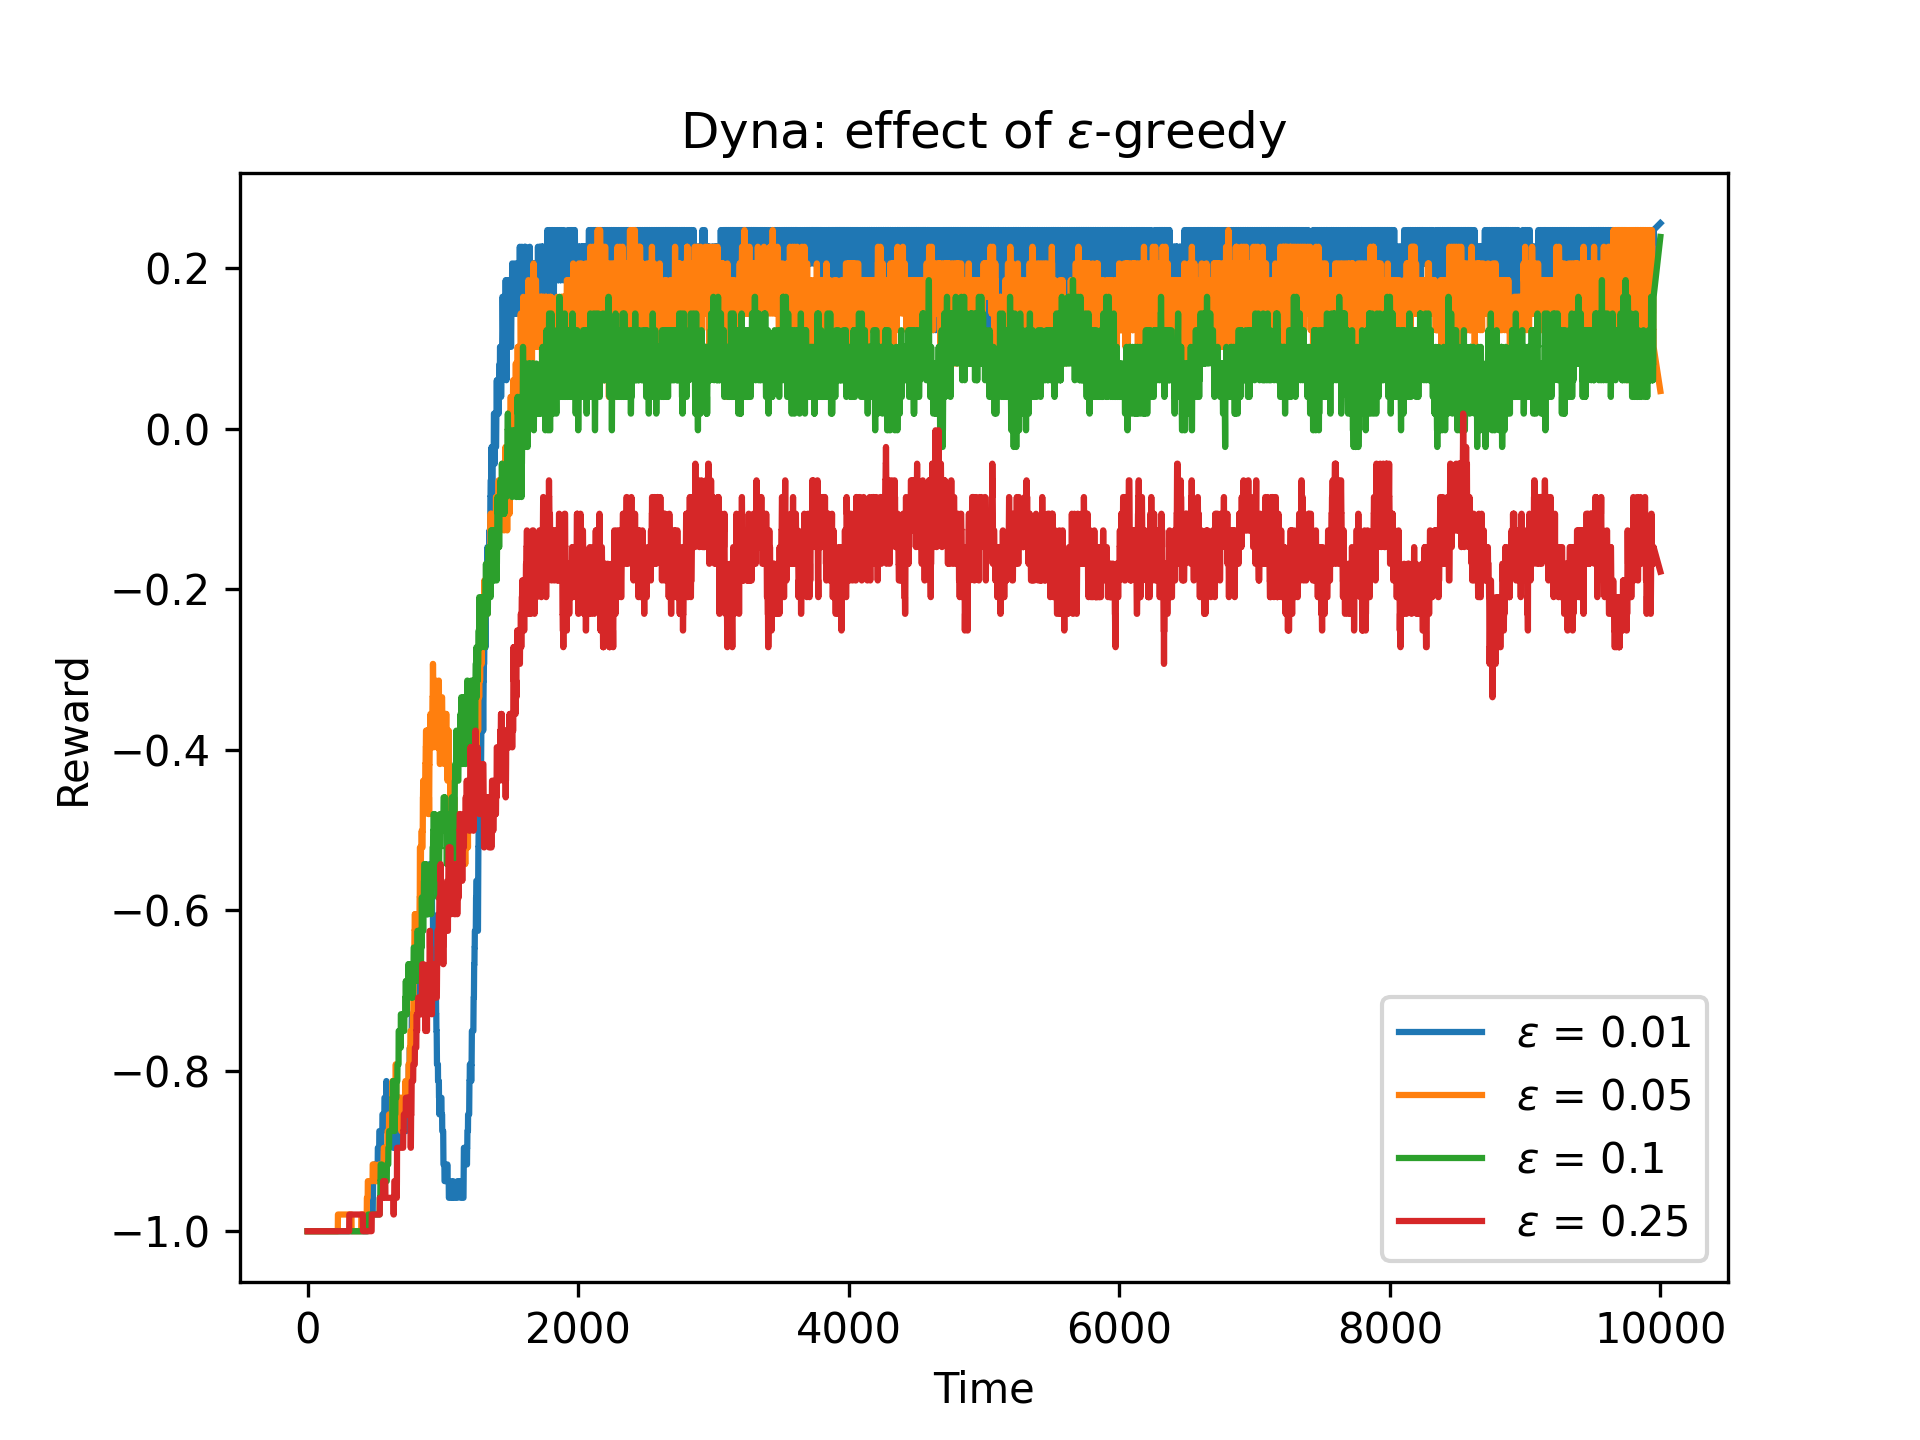 Dyna: effect of ε-greedy
Reward
0.2
0.0
−0.2
−0.4
−0.6
−0.8
−1.0
0 2000 4000 6000 8000 10000
Time
ε = 0.01
ε = 0.05
ε = 0.1
ε = 0.25